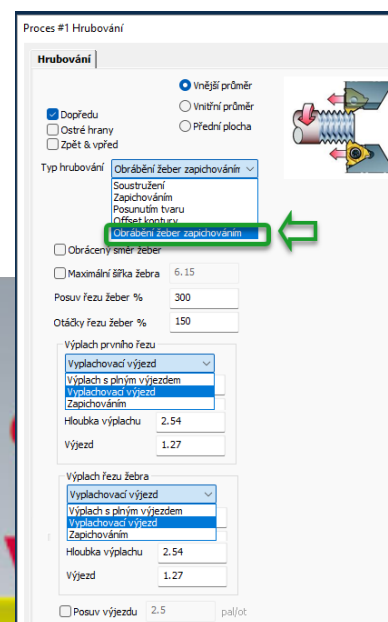 Proces #1 Hrubování
Hrubování
Vnější průměr
Vnitřní průměr
Přední plocha
Dopředu
Ostré hrany
Zpět & vpřed
Typ hrubování Obrábění žeber zapichováním
Soustružení
Zapichováním
Posunutím tvaru
Offset kontury
Obrábění žeber zapichováním
Obrácený směr žeber
Maximální šířka žebra 6.15
Posuv řezu žeber % 300
Otáčky řezu žeber % 150
Výplach prvního řezu
Vyplachovací výjezd
Výplach s plným výjezdem
Vyplachovací výjezd
Zapichováním
Hloubka výplachu 2.54
Výjezd 1.27
Výplach řezu žebra
Vyplachovací výjezd
Výplach s plným výjezdem
Vyplachovací výjezd
Zapichováním
Hloubka výplachu 2.54
Výjezd 1.27
Posuv výjezdu 2.5 pal/ot